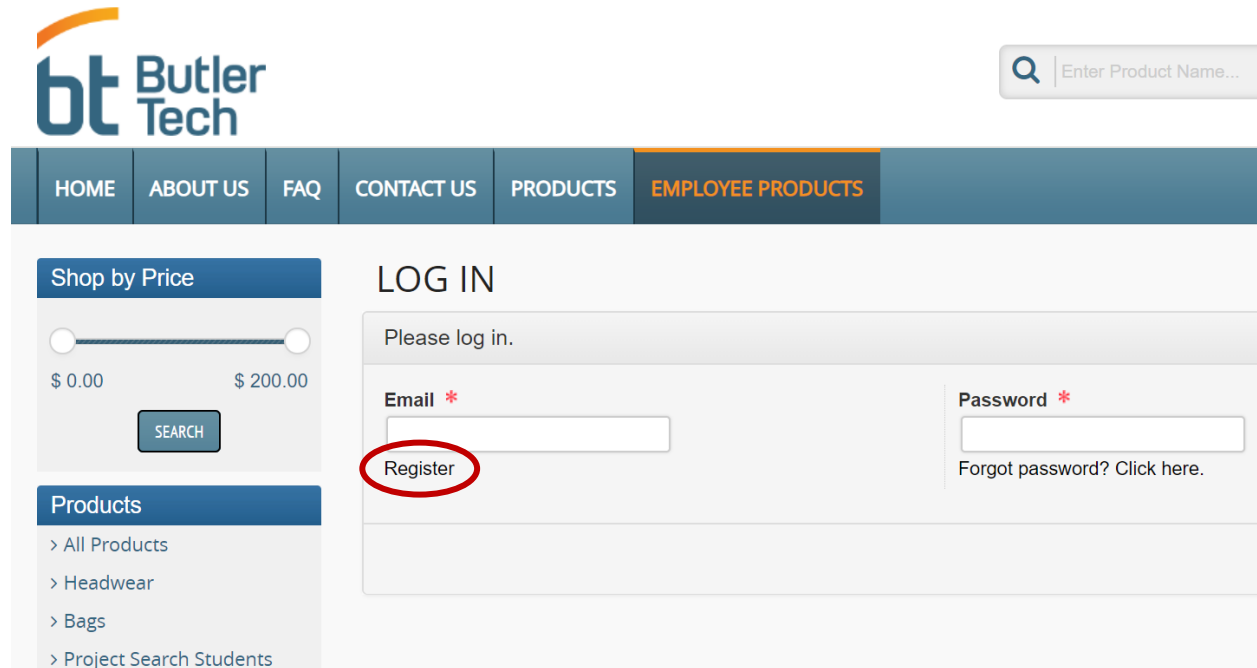 bt Butler
Tech
Enter Product Name...
HOME ABOUT US FAQ CONTACT US PRODUCTS EMPLOYEE PRODUCTS
Shop by Price
$ 0.00 $ 200.00
SEARCH
Products
> All Products
> Headwear
> Bags
> Project Search Students
LOG IN
Please log in.
Email * Password *
Register Forgot password? Click here.